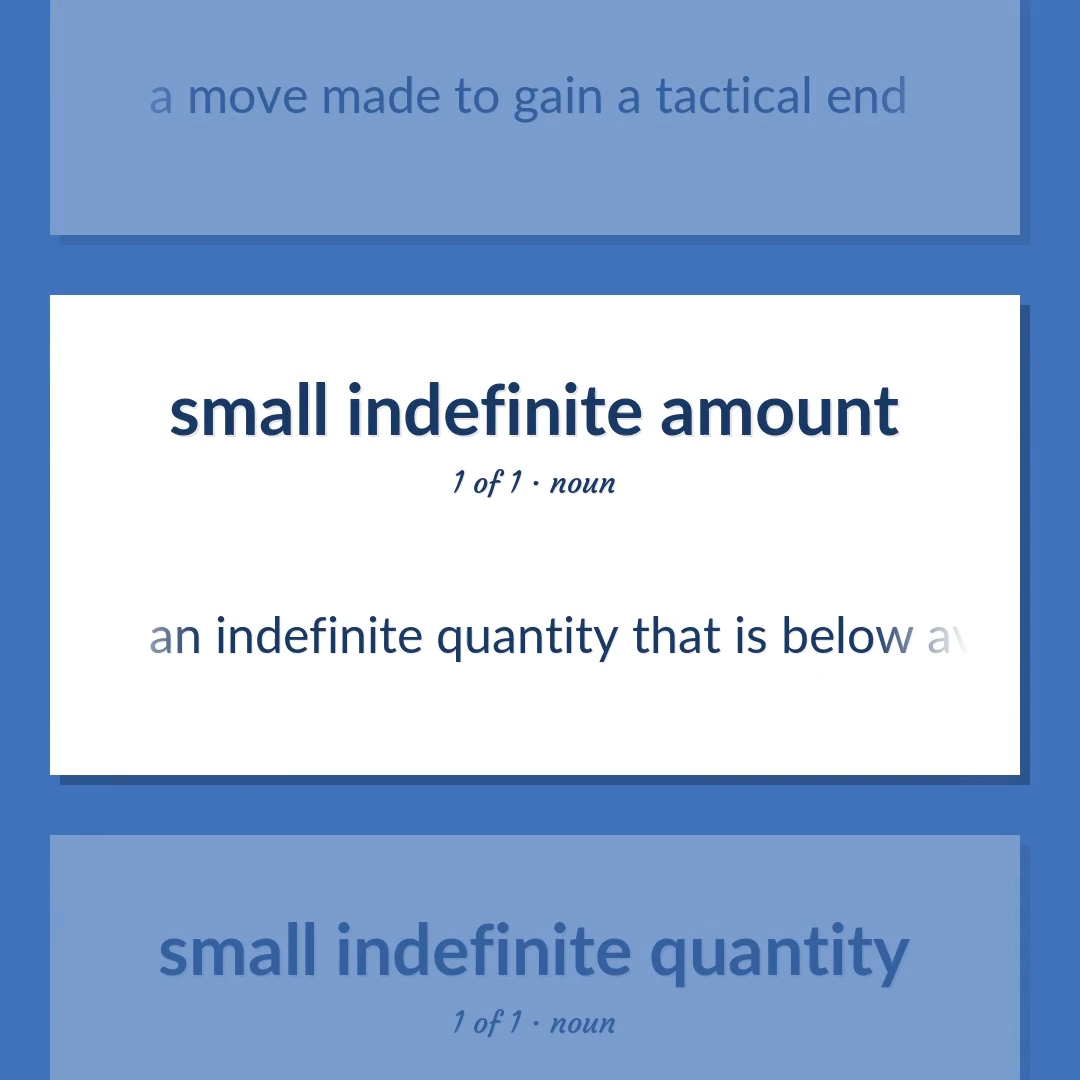 a move made to gain a tactical end
small indefinite amount
1 of 1 · noun
an indefinite quantity that is below
small indefinite quantity
1 of 1 · noun